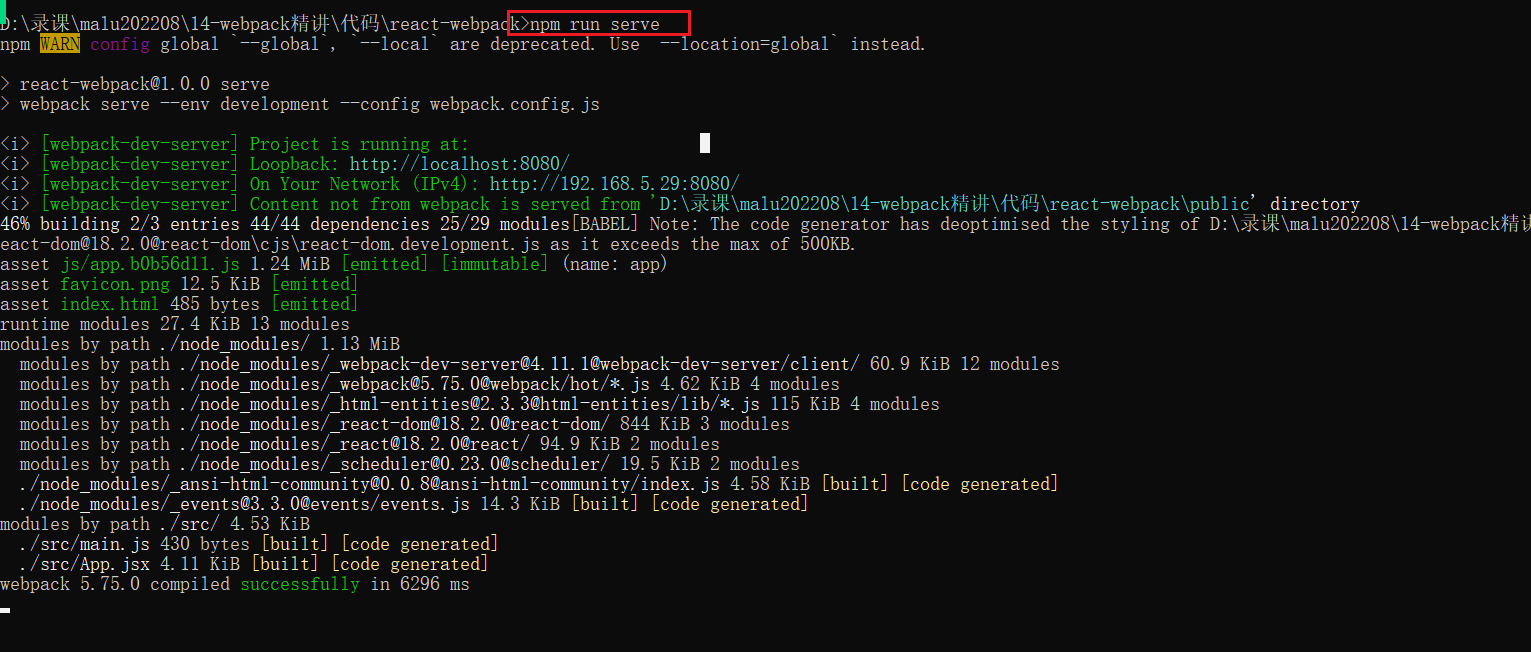 D:\录课\malu202208\14-webpack精讲\代码\react-webpack>npm run serve
npm WARN config global `--global`, `--local` are deprecated. Use `--location=global` instead.
> react-webpack@1.0.0 serve
> webpack serve --env development --config webpack.config.js
<i> [webpack-dev-server] Project is running at:
<i> [webpack-dev-server] Loopback: http://localhost:8080/
<i> [webpack-dev-server] On Your Network (IPv4): http://192.168.5.29:8080/
<i> [webpack-dev-server] Content not from webpack is served from 'D:\录课\malu202208\14-webpack精讲\代码\react-webpack\public' directory
46% building 2/3 entries 44/44 dependencies 25/29 modules[BABEL] Note: The code generator has deoptimised the styling of D:\录课\malu202208\14-webpack精讲
eact-dom@18.2.0@react-dom\cjs\react-dom.development.js as it exceeds the max of 500KB.
asset js/app.b0b56d11.js 1.24 MiB [emitted] [immutable] (name: app)
asset favicon.png 12.5 KiB [emitted]
asset index.html 485 bytes [emitted]
runtime modules 27.4 KiB 13 modules
modules by path ./node_modules/ 1.13 MiB
  modules by path ./node_modules/_webpack-dev-server@4.11.1@webpack-dev-server/client/ 60.9 KiB 12 modules
  modules by path ./node_modules/_webpack@5.75.0@webpack/hot/*.js 4.62 KiB 4 modules
  modules by path ./node_modules/_html-entities@2.3.3@html-entities/lib/*.js 115 KiB 4 modules
  modules by path ./node_modules/_react-dom@18.2.0@react-dom/ 844 KiB 3 modules
  modules by path ./node_modules/_react@18.2.0@react/ 94.9 KiB 2 modules
  modules by path ./node_modules/_scheduler@0.23.0@scheduler/ 19.5 KiB 2 modules
  ./node_modules/_ansi-html-community@0.0.8@ansi-html-community/index.js 4.58 KiB [built] [code generated]
  ./node_modules/_events@3.3.0@events/events.js 14.3 KiB [built] [code generated]
modules by path ./src/ 4.53 KiB
  ./src/main.js 430 bytes [built] [code generated]
  ./src/App.jsx 4.11 KiB [built] [code generated]
webpack 5.75.0 compiled successfully in 6296 ms